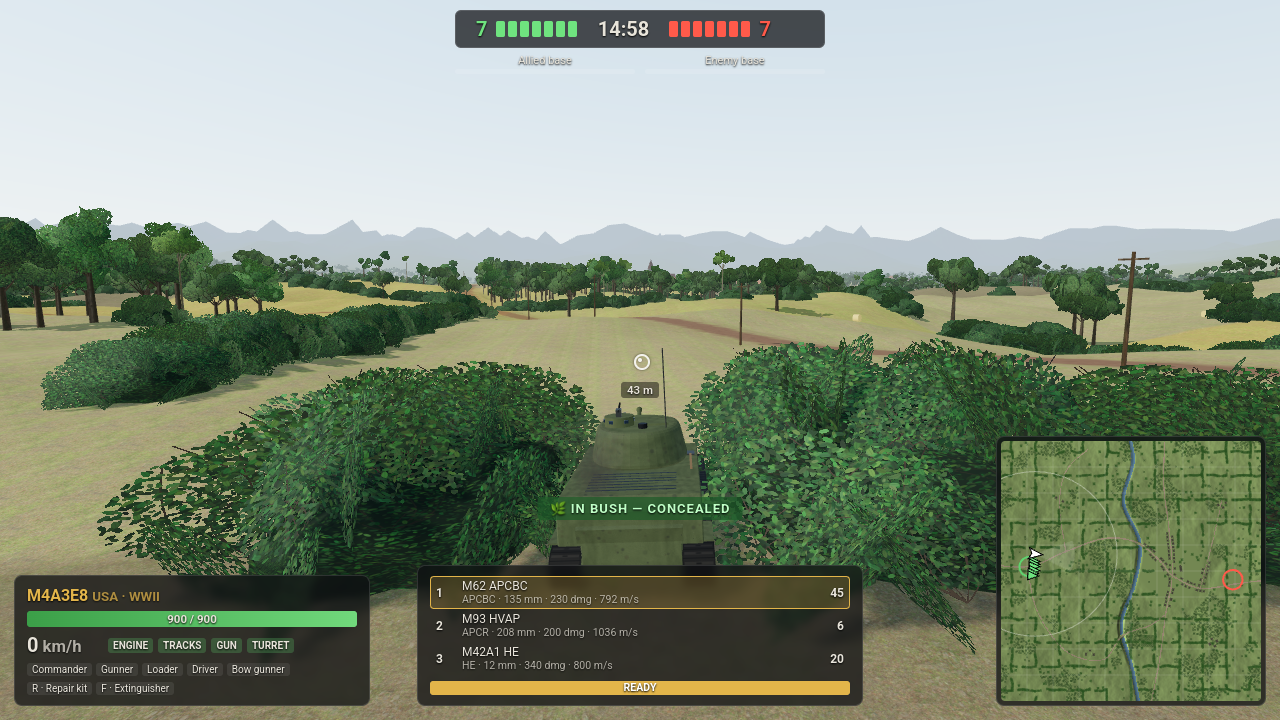 7 14:58 7
Allied base Enemy base
43 m
IN BUSH — CONCEALED
M4A3E8 USA · WWII
900 / 900
0 km/h ENGINE TRACKS GUN TURRET
Commander Gunner Loader Driver Bow gunner
R · Repair kit F · Extinguisher
1 M62 APCBC 45
APCBC · 135 mm · 230 dmg · 792 m/s
2 M93 HVAP 6
APCR · 208 mm · 200 dmg · 1036 m/s
3 M42A1 HE 20
HE · 12 mm · 340 dmg · 800 m/s
READY